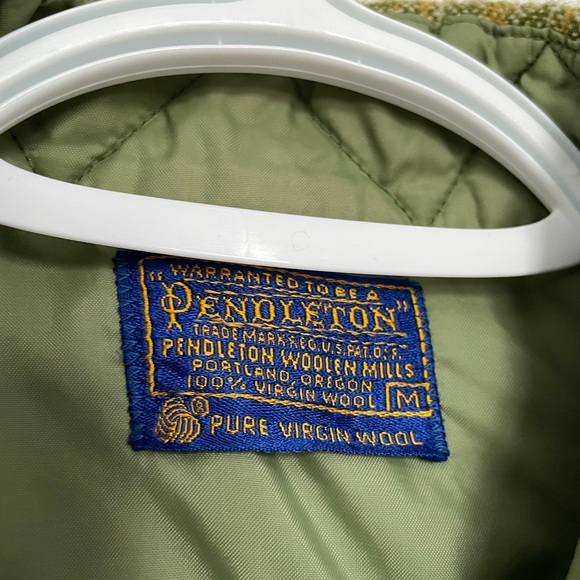 WARRANTED TO BE A
"PENDLETON"
TRADE MARK REG. U.S. PAT. OFF.
PENDLETON WOOLEN MILLS
PORTLAND, OREGON
100% VIRGIN WOOL M
® PURE VIRGIN WOOL